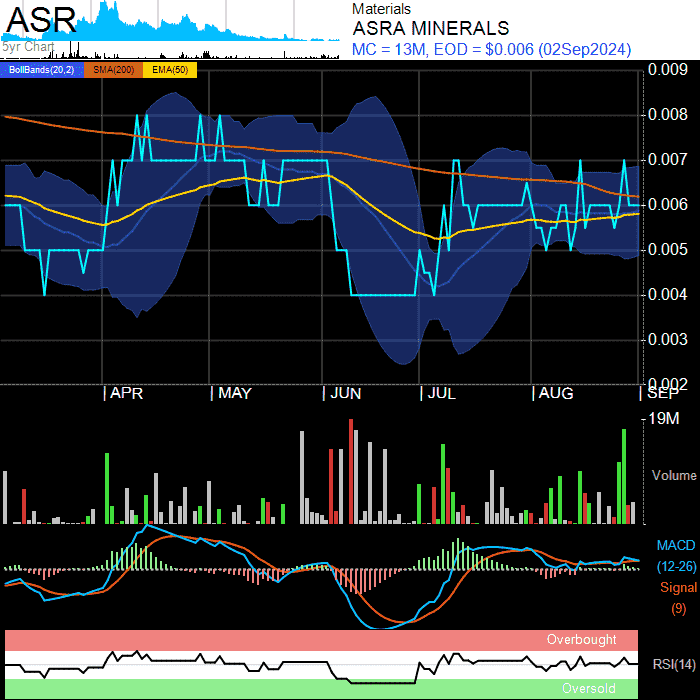 ASR
5yr Chart
Materials
ASRA MINERALS
MC = 13M, EOD = $0.006 (02Sep2024)
BollBands(20,2) SMA(200) EMA(50)
0.009
0.008
0.007
0.006
0.005
0.004
0.003
0.002
| APR | MAY | JUN | JUL | AUG | SEP
19M
Volume
MACD
(12-26)
Signal
(9)
Overbought
RSI(14)
Oversold